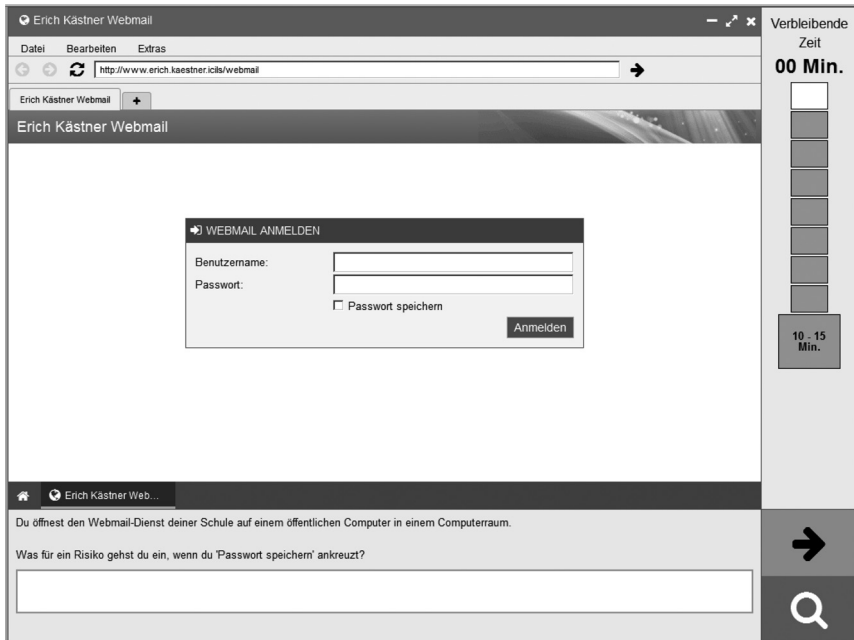 Erich Kästner Webmail
Datei Bearbeiten Extras
http://www.erich.kaestner.icils/webmail
Erich Kästner Webmail
Erich Kästner Webmail
WEBMAIL ANMELDEN
Benutzername:
Passwort:
Passwort speichern
Anmelden
Erich Kästner Web...
Du öffnest den Webmail-Dienst deiner Schule auf einem öffentlichen Computer in einem Computerraum.
Was für ein Risiko gehst du ein, wenn du 'Passwort speichern' ankreuzt?
Verbleibende
Zeit
00 Min.
10 - 15
Min.